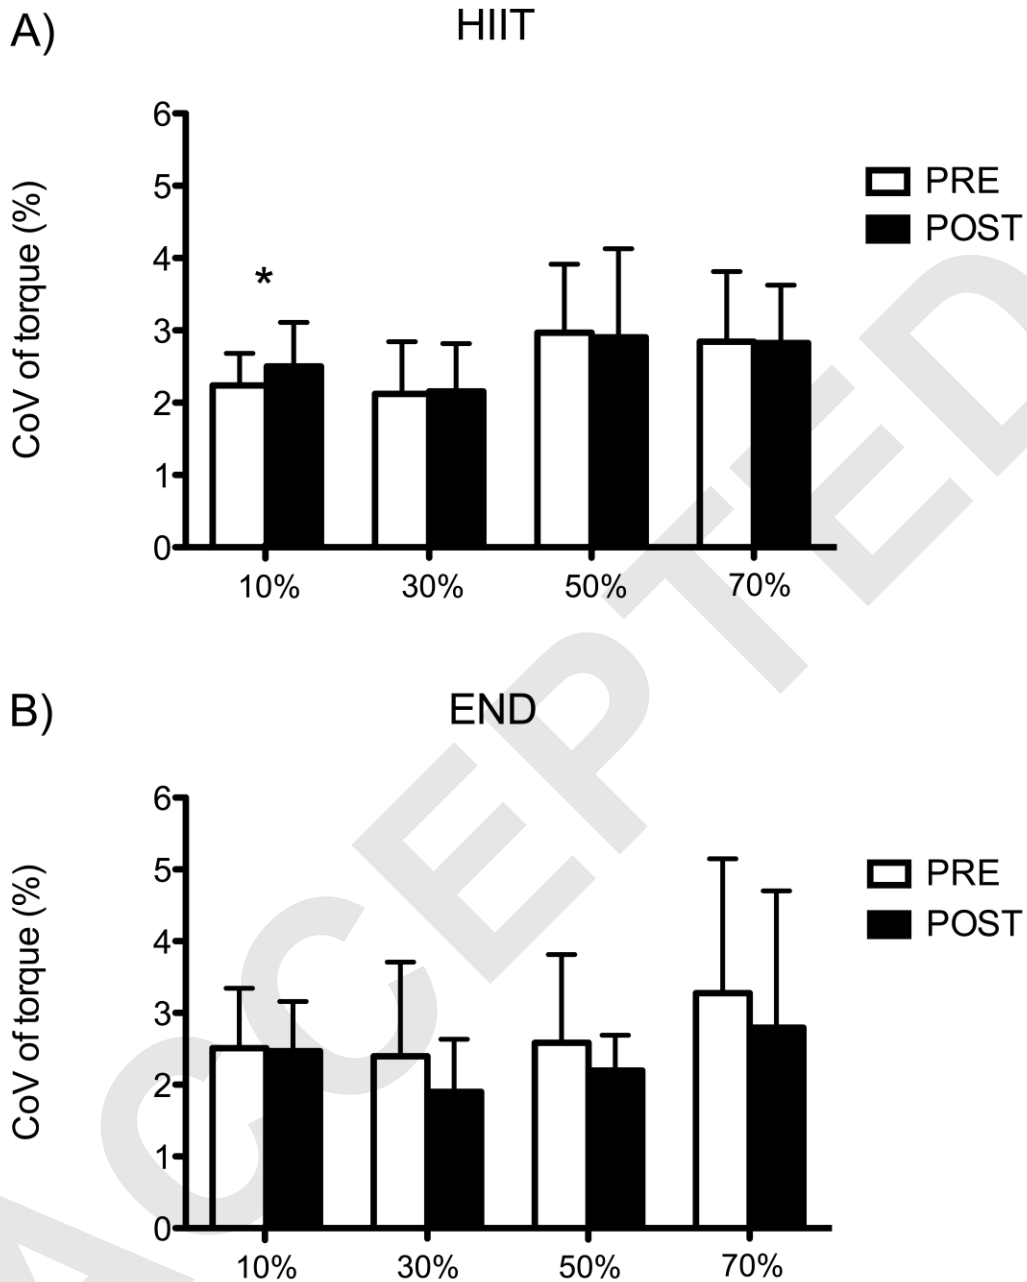 A)
HIIT
6
5
4
3
2
1
0
CoV of torque (%)
*
PRE
POST
10% 30% 50% 70%
B)
END
6
5
4
3
2
1
0
CoV of torque (%)
PRE
POST
10% 30% 50% 70%
ACCEPTED